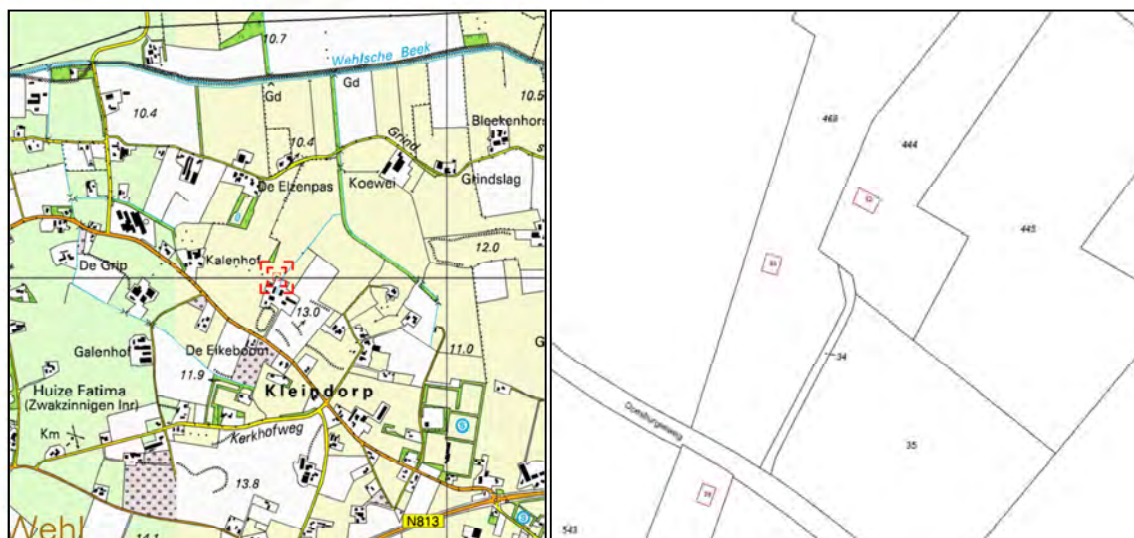 10.7
Wehlsche Beek
Gd
Gd
10.4
10.5
Bleekenhors
10.4
Grind
De Elzenpas
Koewei
Grindslag
12.0
Kalenhof
De Grip
13.0
Galenhof
De Eikeboom
11.0
11.9
Huize Fatima
Kleindorp
(Zwakzinnigen Inr)
Km
Kerkhofweg
13.8
N813
Wehl
14.1
469
444
445
34
35
Doesburgseweg
543